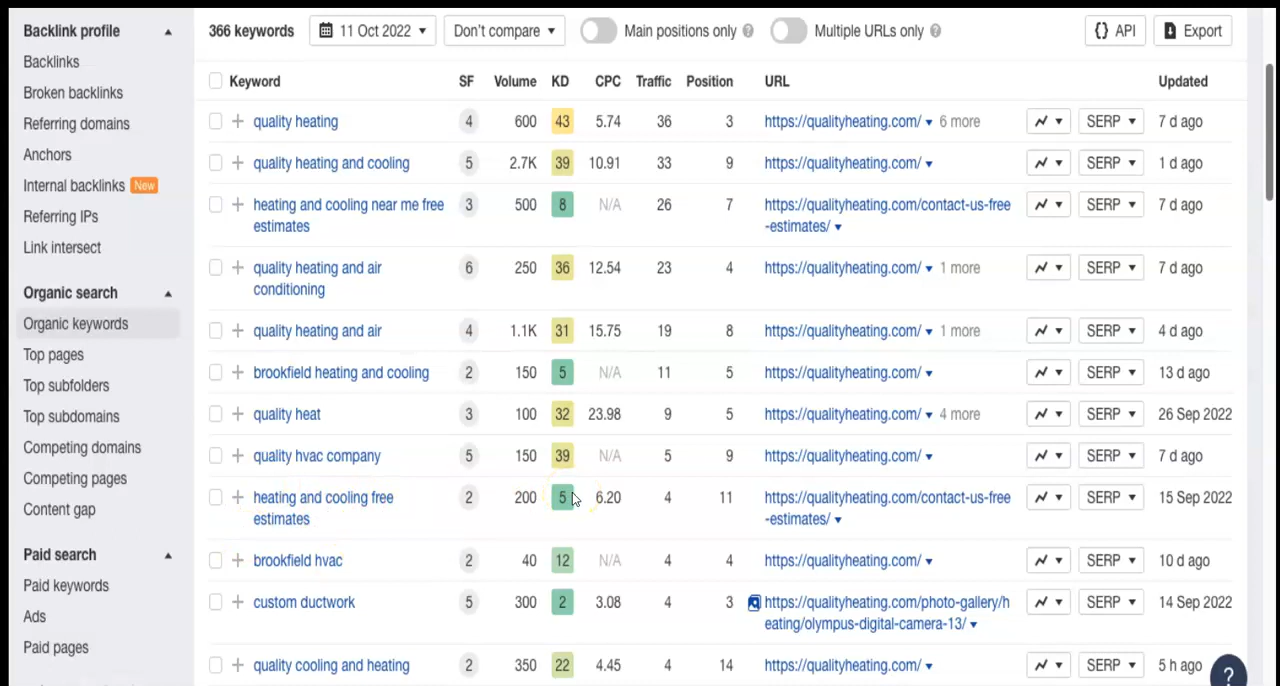 Backlink profile
Backlinks
Broken backlinks
Referring domains
Anchors
Internal backlinks New
Referring IPs
Link intersect
Organic search
Organic keywords
Top pages
Top subfolders
Top subdomains
Competing domains
Competing pages
Content gap
Paid search
Paid keywords
Ads
Paid pages
366 keywords 11 Oct 2022 Don't compare Main positions only ? Multiple URLs only ? {} API Export
Keyword SF Volume KD CPC Traffic Position URL Updated
quality heating 4 600 43 5.74 36 3 https://qualityheating.com/ 6 more SERP 7 d ago
quality heating and cooling 5 2.7K 39 10.91 33 9 https://qualityheating.com/ SERP 1 d ago
heating and cooling near me free 3 500 8 N/A 26 7 https://qualityheating.com/contact-us-free SERP 7 d ago
estimates -estimates/
quality heating and air 6 250 36 12.54 23 4 https://qualityheating.com/ 1 more SERP 7 d ago
conditioning
quality heating and air 4 1.1K 31 15.75 19 8 https://qualityheating.com/ 1 more SERP 4 d ago
brookfield heating and cooling 2 150 5 N/A 11 5 https://qualityheating.com/ SERP 13 d ago
quality heat 3 100 32 23.98 9 5 https://qualityheating.com/ 4 more SERP 26 Sep 2022
quality hvac company 5 150 39 N/A 5 9 https://qualityheating.com/ SERP 7 d ago
heating and cooling free 2 200 5 6.20 4 11 https://qualityheating.com/contact-us-free SERP 15 Sep 2022
estimates -estimates/
brookfield hvac 2 40 12 N/A 4 4 https://qualityheating.com/ SERP 10 d ago
custom ductwork 5 300 2 3.08 4 3 https://qualityheating.com/photo-gallery/h SERP 14 Sep 2022
eating/olympus-digital-camera-13/
quality cooling and heating 2 350 22 4.45 4 14 https://qualityheating.com/ SERP 5 h ago
?